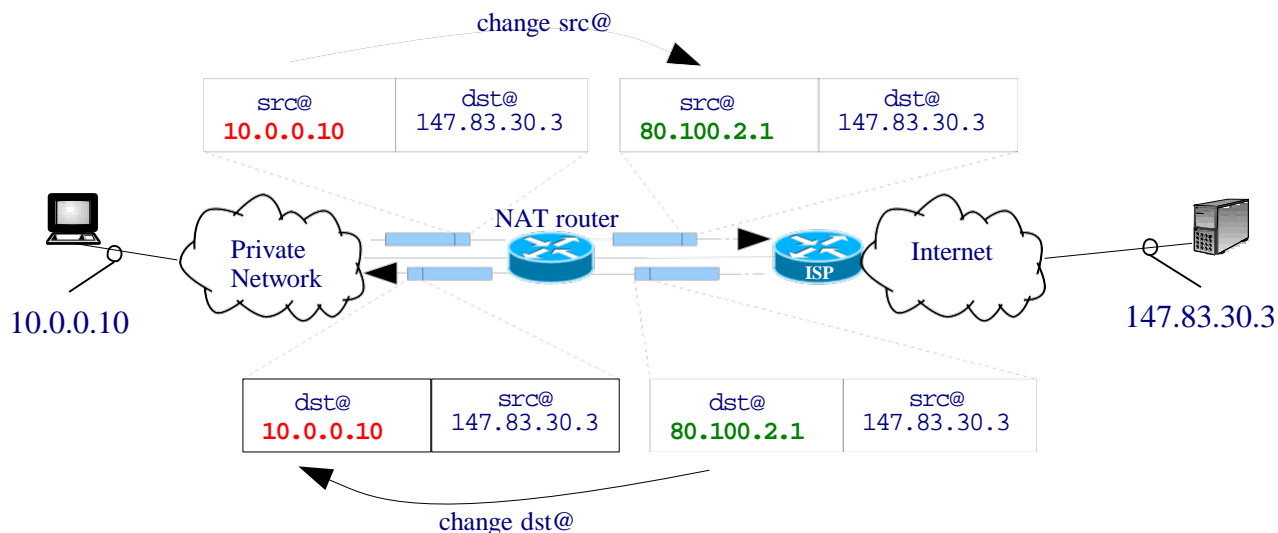 change src@
src@ dst@ src@ dst@
10.0.0.10 147.83.30.3 80.100.2.1 147.83.30.3
NAT router
Private
Network
Internet
ISP
10.0.0.10
147.83.30.3
dst@ src@ dst@ src@
10.0.0.10 147.83.30.3 80.100.2.1 147.83.30.3
change dst@